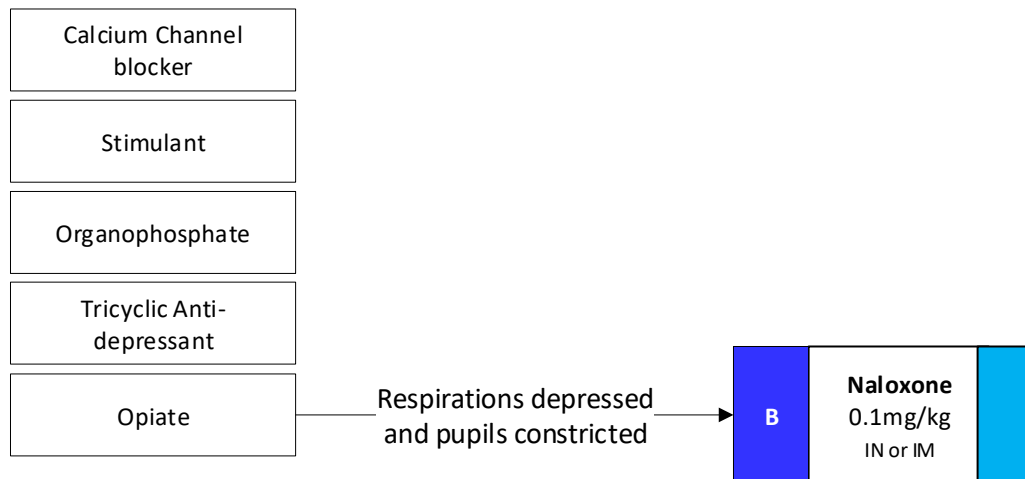 Calcium Channel
blocker
Stimulant
Organophosphate
Tricyclic Anti-
depressant
Opiate
Respirations depressed
and pupils constricted
B
Naloxone
0.1mg/kg
IN or IM